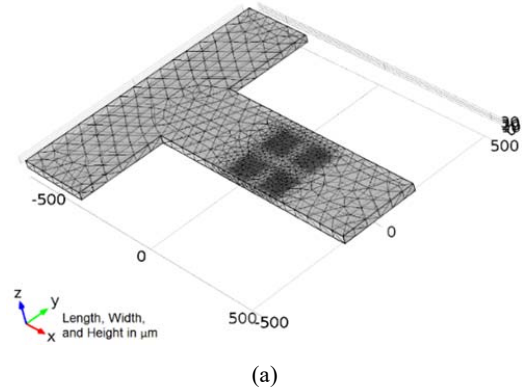 500
-500
0
0
500
-500
z
y
x
Length, Width,
and Height in μm
(a)